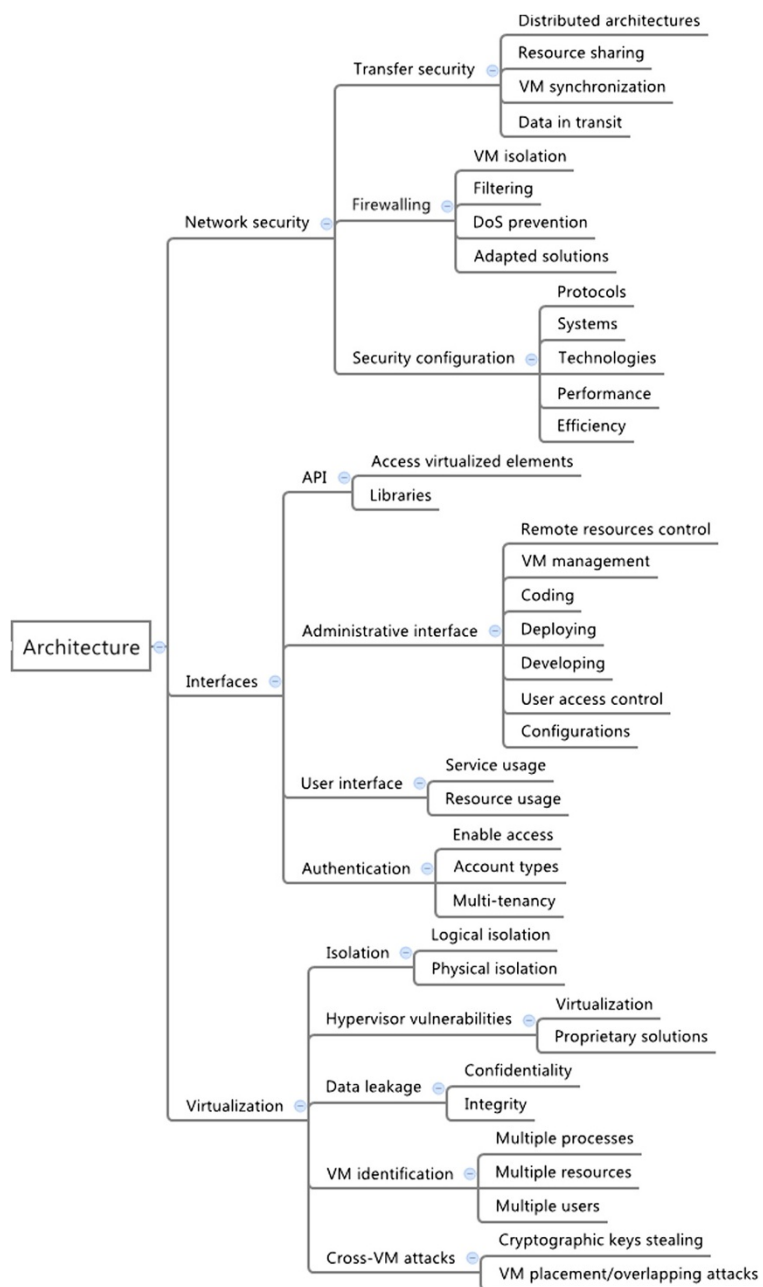 Distributed architectures
Resource sharing
Transfer security
VM synchronization
Data in transit
VM isolation
Filtering
Firewalling
Network security
DoS prevention
Adapted solutions
Protocols
Systems
Security configuration
Technologies
Performance
Efficiency
Access virtualized elements
API
Libraries
Remote resources control
VM management
Coding
Administrative interface
Deploying
Architecture
Developing
Interfaces
User access control
Configurations
Service usage
User interface
Resource usage
Enable access
Authentication
Account types
Multi-tenancy
Logical isolation
Isolation
Physical isolation
Virtualization
Hypervisor vulnerabilities
Proprietary solutions
Confidentiality
Data leakage
Integrity
Virtualization
Multiple processes
VM identification
Multiple resources
Multiple users
Cryptographic keys stealing
Cross-VM attacks
VM placement/overlapping attacks